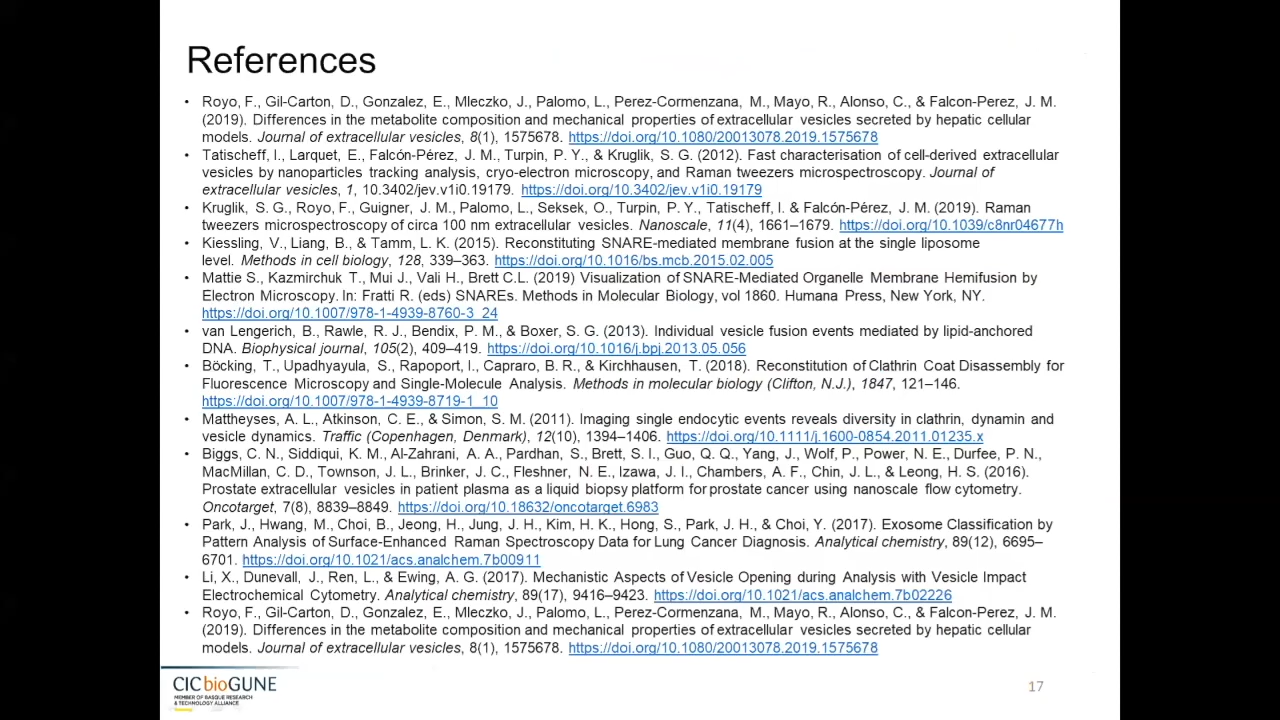 References
• Royo, F., Gil-Carton, D., Gonzalez, E., Mleczko, J., Palomo, L., Perez-Cormenzana, M., Mayo, R., Alonso, C., & Falcon-Perez, J. M.
(2019). Differences in the metabolite composition and mechanical properties of extracellular vesicles secreted by hepatic cellular
models. Journal of extracellular vesicles, 8(1), 1575678. https://doi.org/10.1080/20013078.2019.1575678
• Tatischeff, I., Larquet, E., Falcón-Pérez, J. M., Turpin, P. Y., & Kruglik, S. G. (2012). Fast characterisation of cell-derived extracellular
vesicles by nanoparticles tracking analysis, cryo-electron microscopy, and Raman tweezers microspectroscopy. Journal of
extracellular vesicles, 1, 10.3402/jev.v1i0.19179. https://doi.org/10.3402/jev.v1i0.19179
• Kruglik, S. G., Royo, F., Guigner, J. M., Palomo, L., Seksek, O., Turpin, P. Y., Tatischeff, I. & Falcón-Pérez, J. M. (2019). Raman
tweezers microspectroscopy of circa 100 nm extracellular vesicles. Nanoscale, 11(4), 1661–1679. https://doi.org/10.1039/c8nr04677h
• Kiessling, V., Liang, B., & Tamm, L. K. (2015). Reconstituting SNARE-mediated membrane fusion at the single liposome
level. Methods in cell biology, 128, 339–363. https://doi.org/10.1016/bs.mcb.2015.02.005
• Mattie S., Kazmirchuk T., Mui J., Vali H., Brett C.L. (2019) Visualization of SNARE-Mediated Organelle Membrane Hemifusion by
Electron Microscopy. In: Fratti R. (eds) SNAREs. Methods in Molecular Biology, vol 1860. Humana Press, New York, NY.
https://doi.org/10.1007/978-1-4939-8760-3_24
• van Lengerich, B., Rawle, R. J., Bendix, P. M., & Boxer, S. G. (2013). Individual vesicle fusion events mediated by lipid-anchored
DNA. Biophysical journal, 105(2), 409–419. https://doi.org/10.1016/j.bpj.2013.05.056
• Böcking, T., Upadhyayula, S., Rapoport, I., Capraro, B. R., & Kirchhausen, T. (2018). Reconstitution of Clathrin Coat Disassembly for
Fluorescence Microscopy and Single-Molecule Analysis. Methods in molecular biology (Clifton, N.J.), 1847, 121–146.
https://doi.org/10.1007/978-1-4939-8719-1_10
• Mattheyses, A. L., Atkinson, C. E., & Simon, S. M. (2011). Imaging single endocytic events reveals diversity in clathrin, dynamin and
vesicle dynamics. Traffic (Copenhagen, Denmark), 12(10), 1394–1406. https://doi.org/10.1111/j.1600-0854.2011.01235.x
• Biggs, C. N., Siddiqui, K. M., Al-Zahrani, A. A., Pardhan, S., Brett, S. I., Guo, Q. Q., Yang, J., Wolf, P., Power, N. E., Durfee, P. N.,
MacMillan, C. D., Townson, J. L., Brinker, J. C., Fleshner, N. E., Izawa, J. I., Chambers, A. F., Chin, J. L., & Leong, H. S. (2016).
Prostate extracellular vesicles in patient plasma as a liquid biopsy platform for prostate cancer using nanoscale flow cytometry.
Oncotarget, 7(8), 8839–8849. https://doi.org/10.18632/oncotarget.6983
• Park, J., Hwang, M., Choi, B., Jeong, H., Jung, J. H., Kim, H. K., Hong, S., Park, J. H., & Choi, Y. (2017). Exosome Classification by
Pattern Analysis of Surface-Enhanced Raman Spectroscopy Data for Lung Cancer Diagnosis. Analytical chemistry, 89(12), 6695–
6701. https://doi.org/10.1021/acs.analchem.7b00911
• Li, X., Dunevall, J., Ren, L., & Ewing, A. G. (2017). Mechanistic Aspects of Vesicle Opening during Analysis with Vesicle Impact
Electrochemical Cytometry. Analytical chemistry, 89(17), 9416–9423. https://doi.org/10.1021/acs.analchem.7b02226
• Royo, F., Gil-Carton, D., Gonzalez, E., Mleczko, J., Palomo, L., Perez-Cormenzana, M., Mayo, R., Alonso, C., & Falcon-Perez, J. M.
(2019). Differences in the metabolite composition and mechanical properties of extracellular vesicles secreted by hepatic cellular
models. Journal of extracellular vesicles, 8(1), 1575678. https://doi.org/10.1080/20013078.2019.1575678
CIC bioGUNE
MEMBER OF BASQUE RESEARCH
& TECHNOLOGY ALLIANCE
17